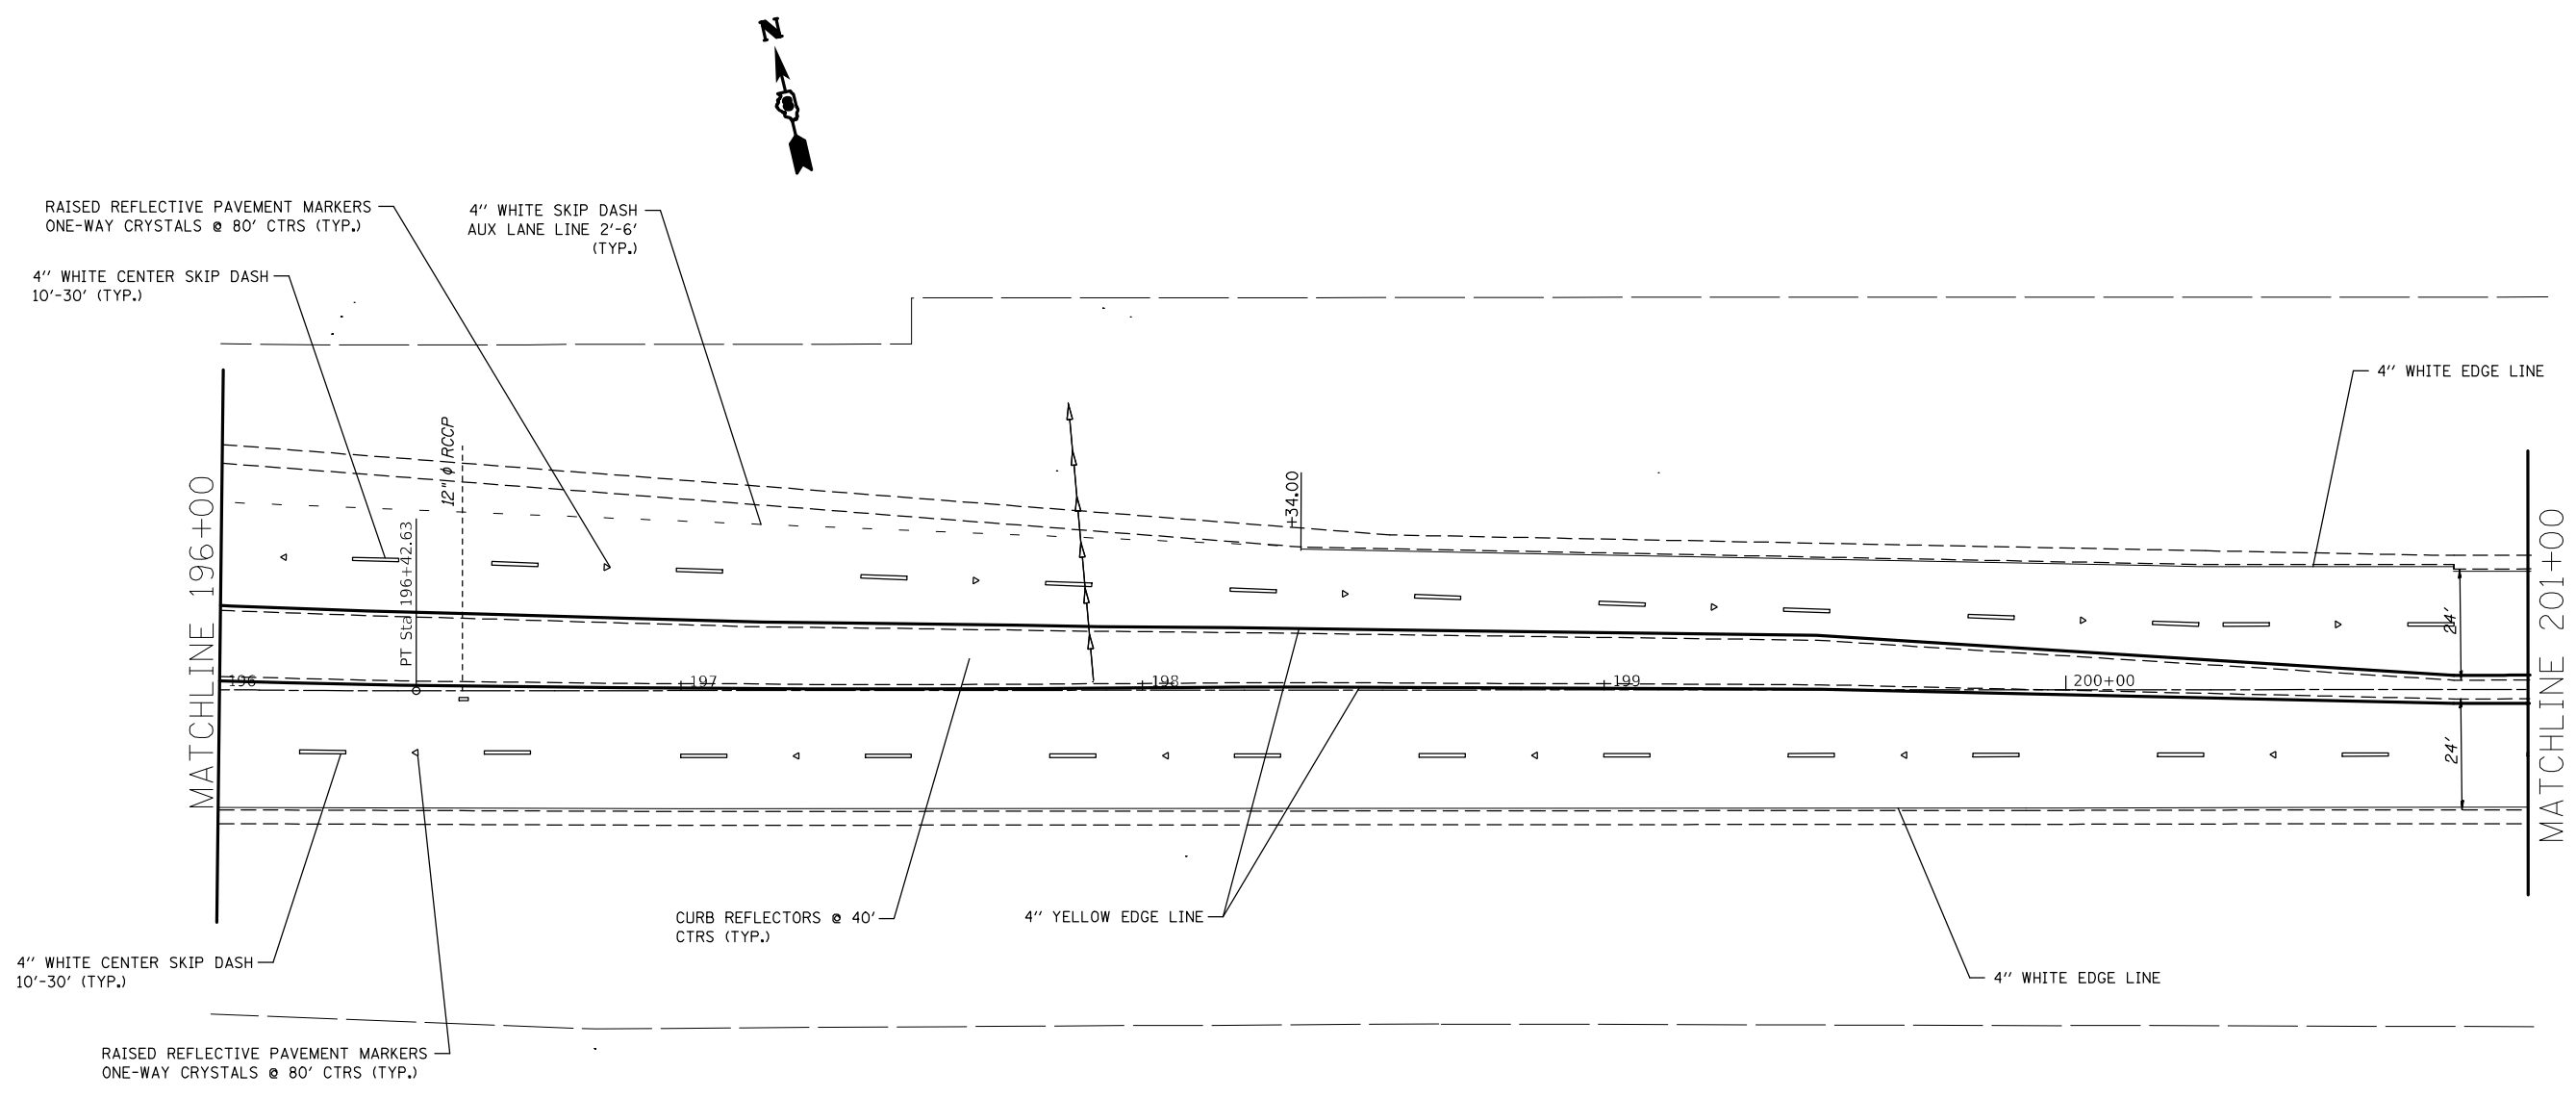 N
RAISED REFLECTIVE PAVEMENT MARKERS
ONE-WAY CRYSTALS @ 80' CTRS (TYP.)
4'' WHITE SKIP DASH
AUX LANE LINE 2'-6'
(TYP.)
4'' WHITE CENTER SKIP DASH
10'-30' (TYP.)
4'' WHITE EDGE LINE
MATCHLINE 196+00
12" ϕ RCCP
PT Sta 196+42.63
+34.00
24'
24'
MATCHLINE 201+00
196
197
198
199
200+00
CURB REFLECTORS @ 40'
CTRS (TYP.)
4'' YELLOW EDGE LINE
4'' WHITE CENTER SKIP DASH
10'-30' (TYP.)
4'' WHITE EDGE LINE
RAISED REFLECTIVE PAVEMENT MARKERS
ONE-WAY CRYSTALS @ 80' CTRS (TYP.)